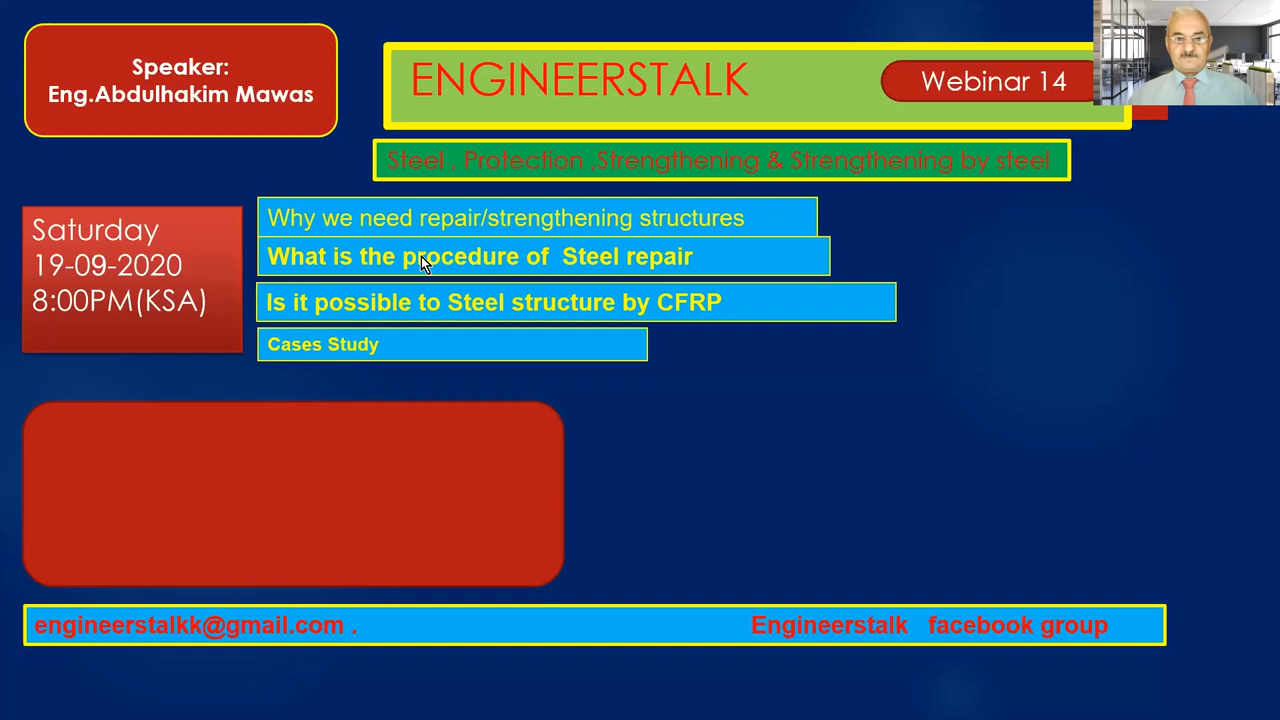 Speaker:
Eng.Abdulhakim Mawas
ENGINEERSTALK
Webinar 14
Steel , Protection ,Strengthening & Strengthening by steel
Saturday
19-09-2020
8:00PM(KSA)
Why we need repair/strengthening structures
What is the procedure of Steel repair
Is it possible to Steel structure by CFRP
Cases Study
engineerstalkk@gmail.com .
Engineerstalk facebook group